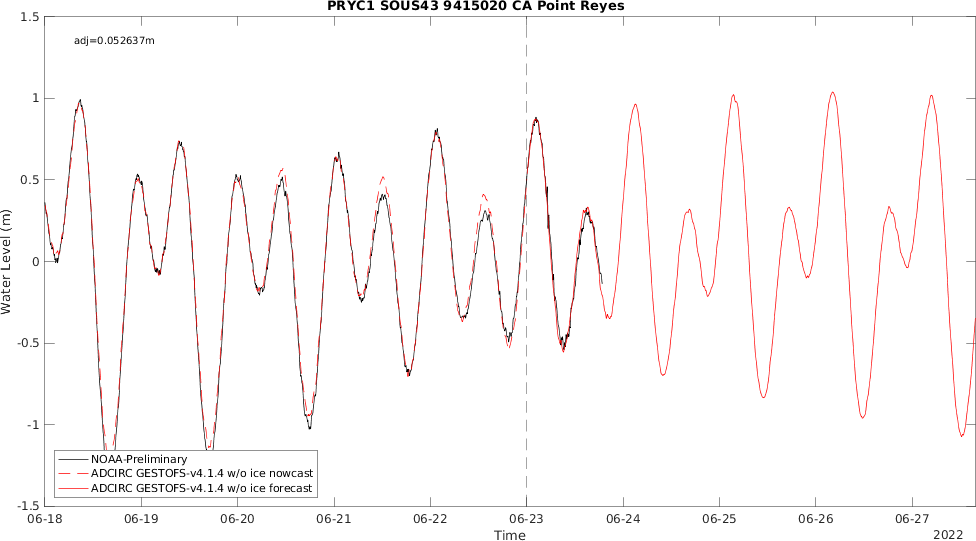 PRYC1 SOUS43 9415020 CA Point Reyes
adj=0.052637m
1.5
1
0.5
0
-0.5
-1
-1.5
Water Level (m)
NOAA-Preliminary
ADCIRC GESTOFS-v4.1.4 w/o ice nowcast
ADCIRC GESTOFS-v4.1.4 w/o ice forecast
06-18 06-19 06-20 06-21 06-22 06-23 06-24 06-25 06-26 06-27
Time
2022